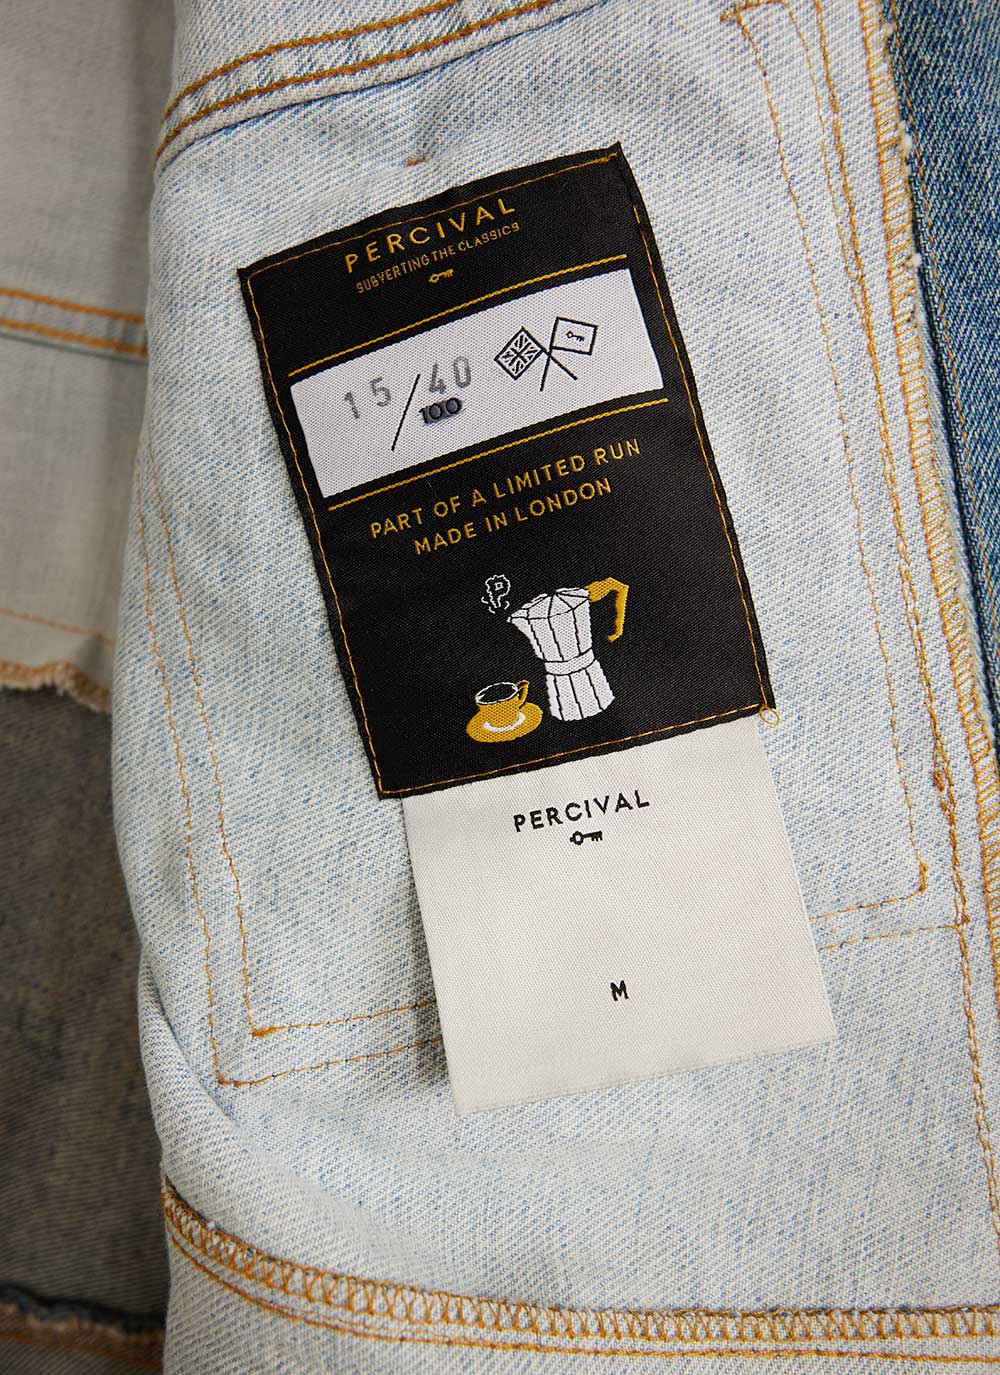 PERCIVAL
SUBVERTING THE CLASSICS
15/40
100
PART OF A LIMITED RUN
MADE IN LONDON
P
PERCIVAL
M